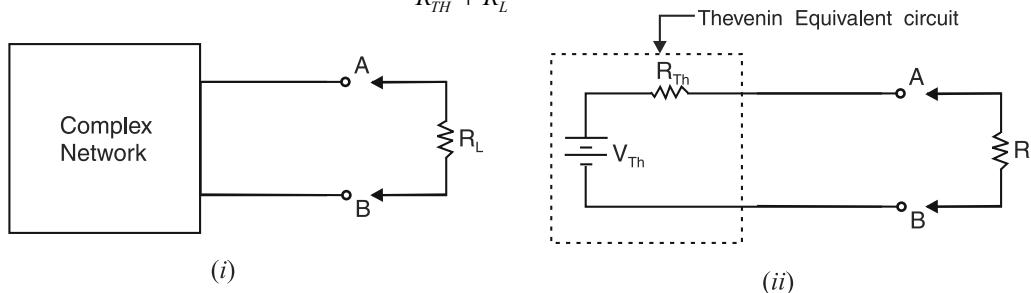 R_TH + R_L
Thevenin Equivalent circuit
Complex
Network
A
R_L
B
(i)
R_Th
V_Th
A
R
B
(ii)